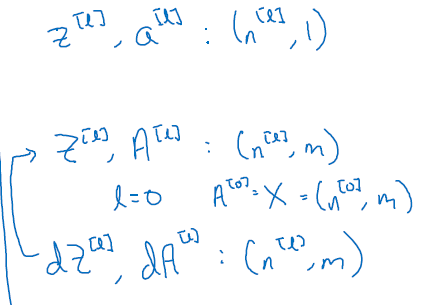 z^[l], a^[l] : (n^[l], 1)
Z^[l], A^[l] : (n^[l], m)
l=0 A^[0] = X = (n^[0], m)
dZ^[l], dA^[l] : (n^[l], m)